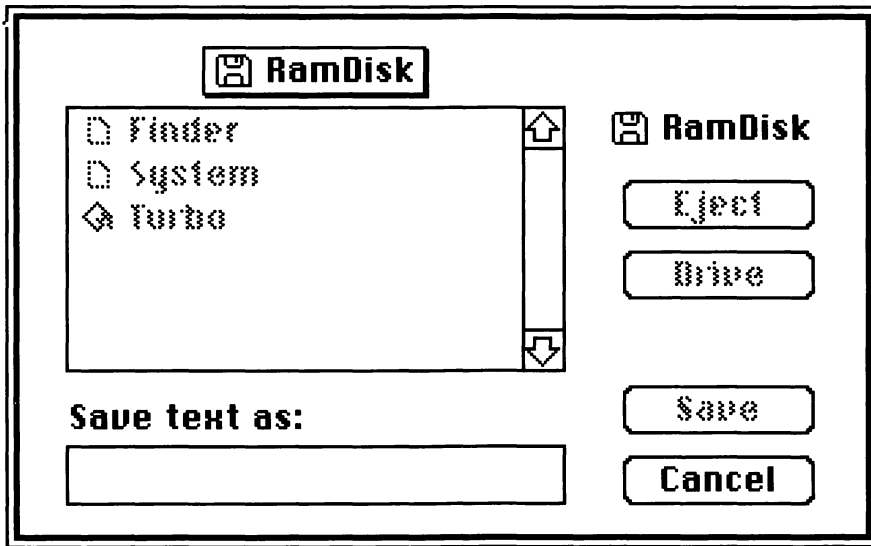 RamDisk
Finder
System
Turbo
RamDisk
Eject
Drive
Save text as:
Save
Cancel